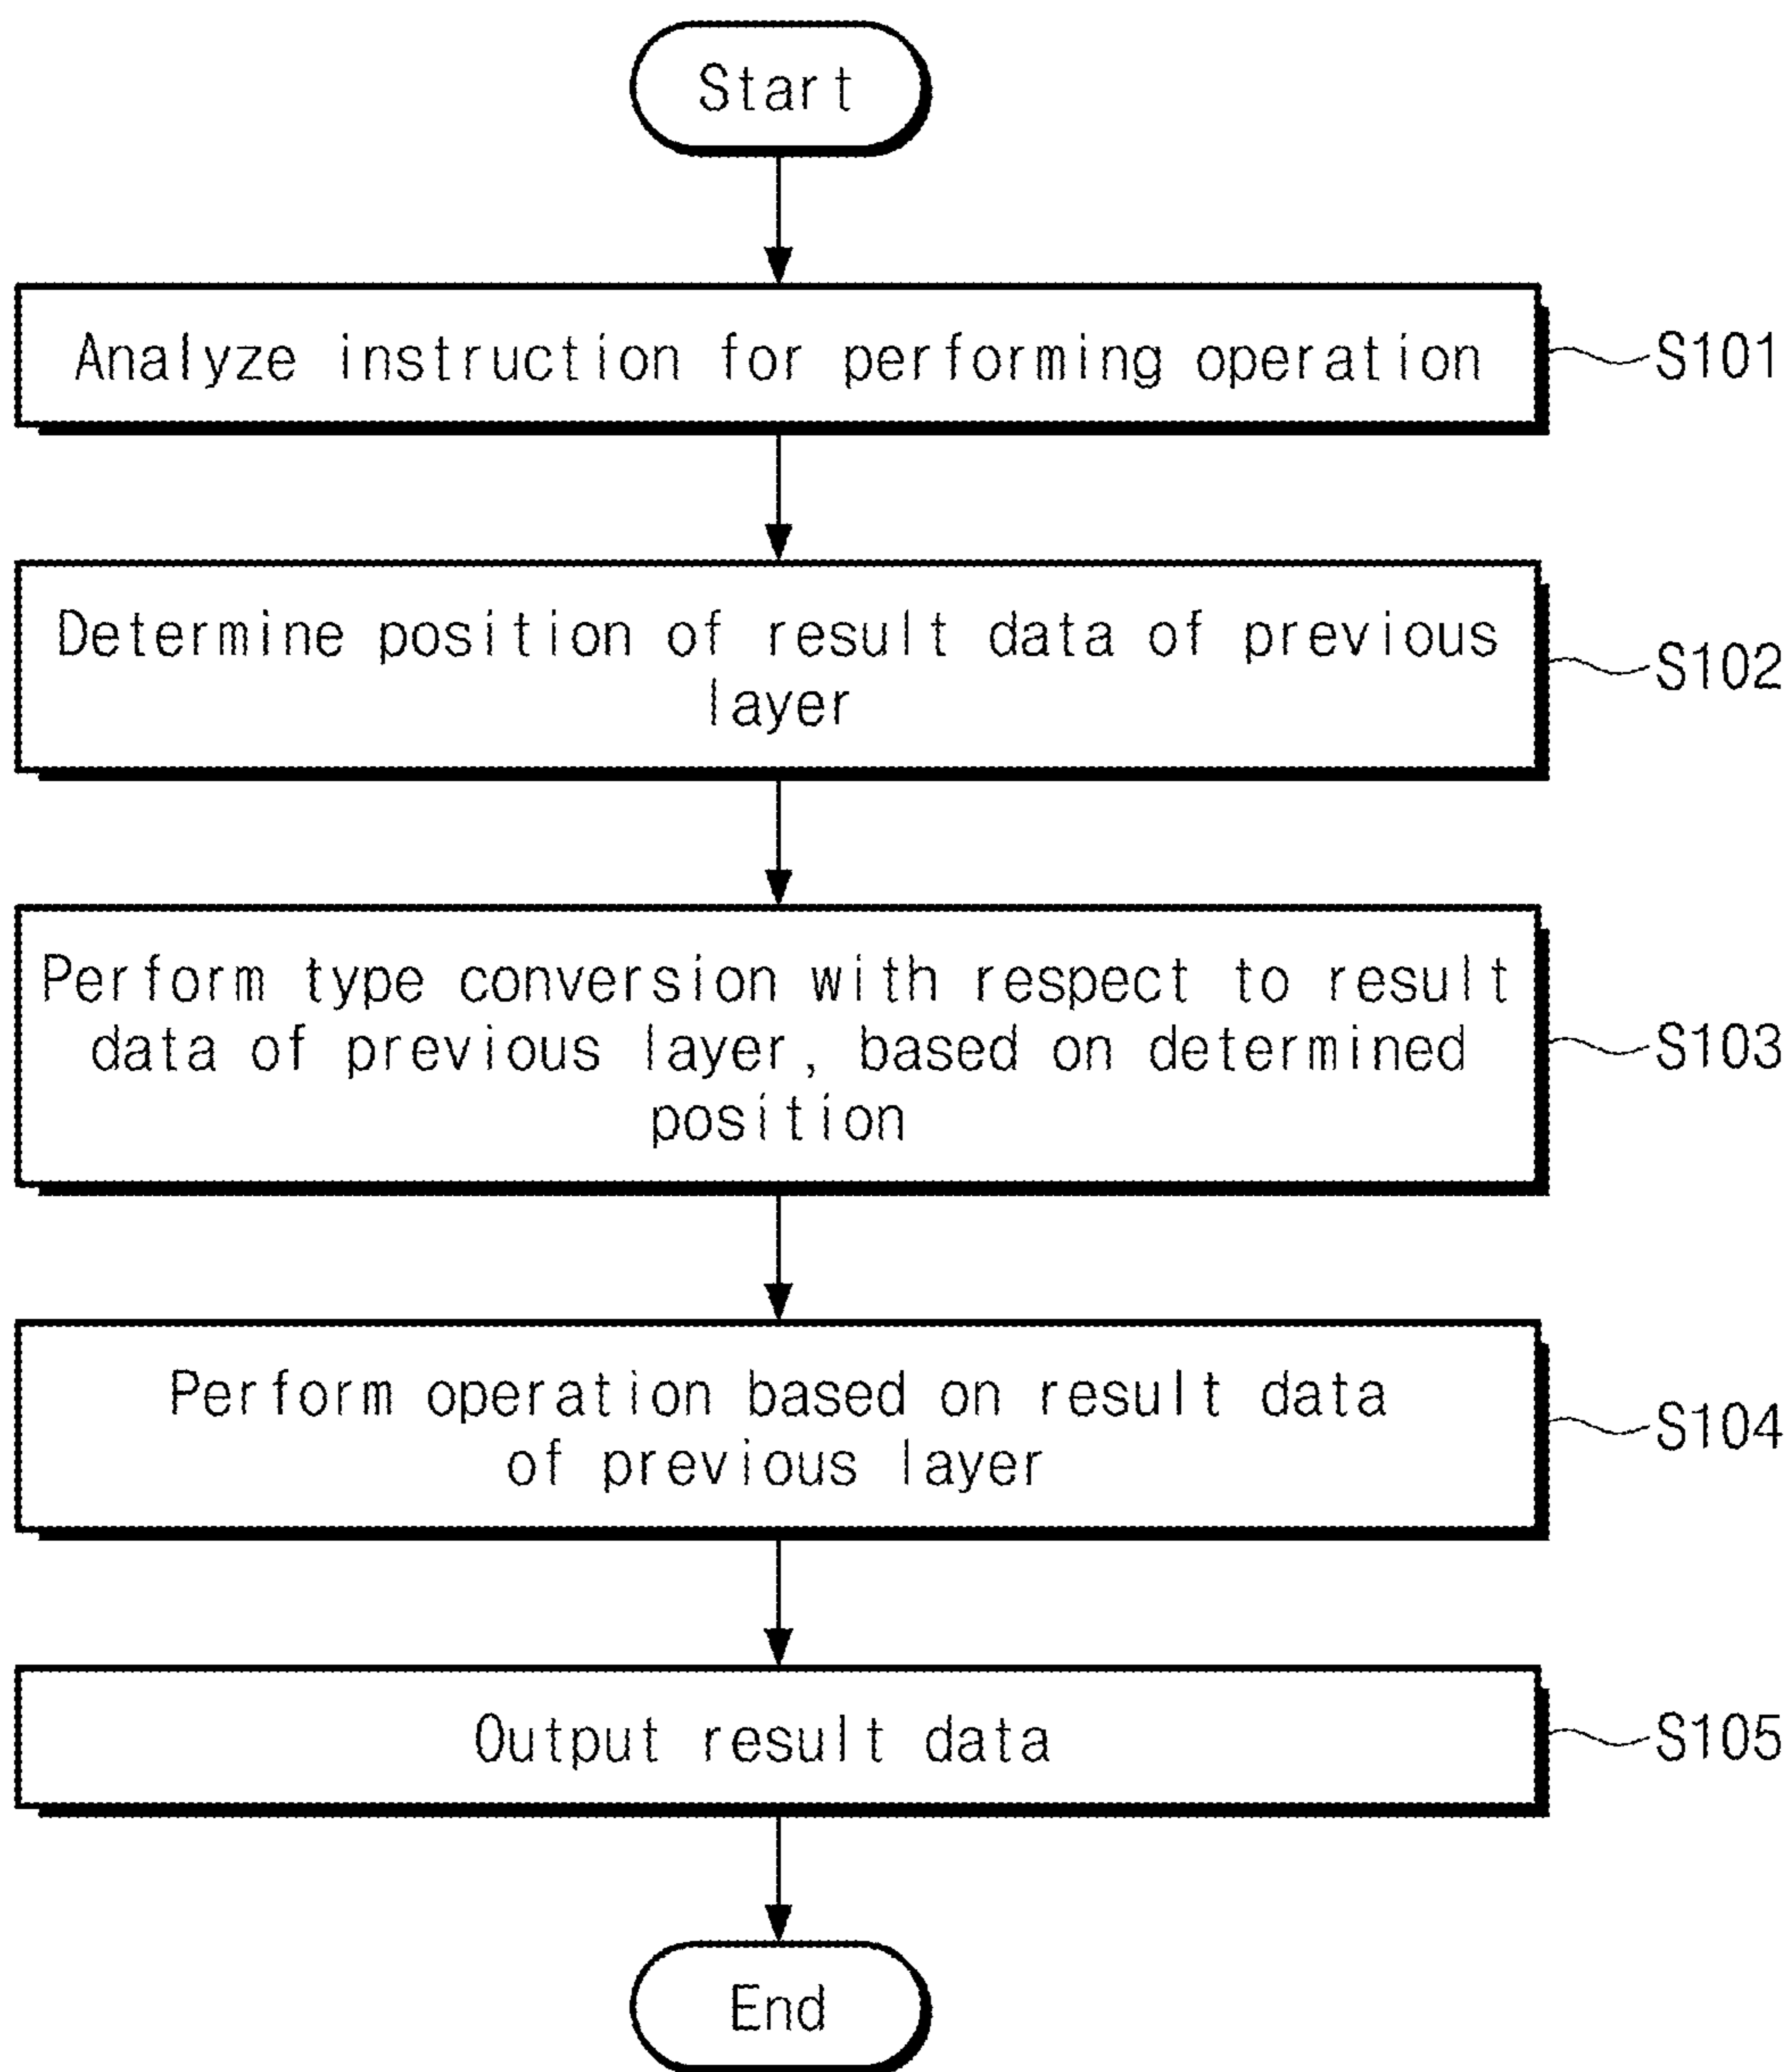 Start
Analyze instruction for performing operation
S101
Determine position of result data of previous
layer
S102
Perform type conversion with respect to result
data of previous layer, based on determined
position
S103
Perform operation based on result data
of previous layer
S104
Output result data
S105
End